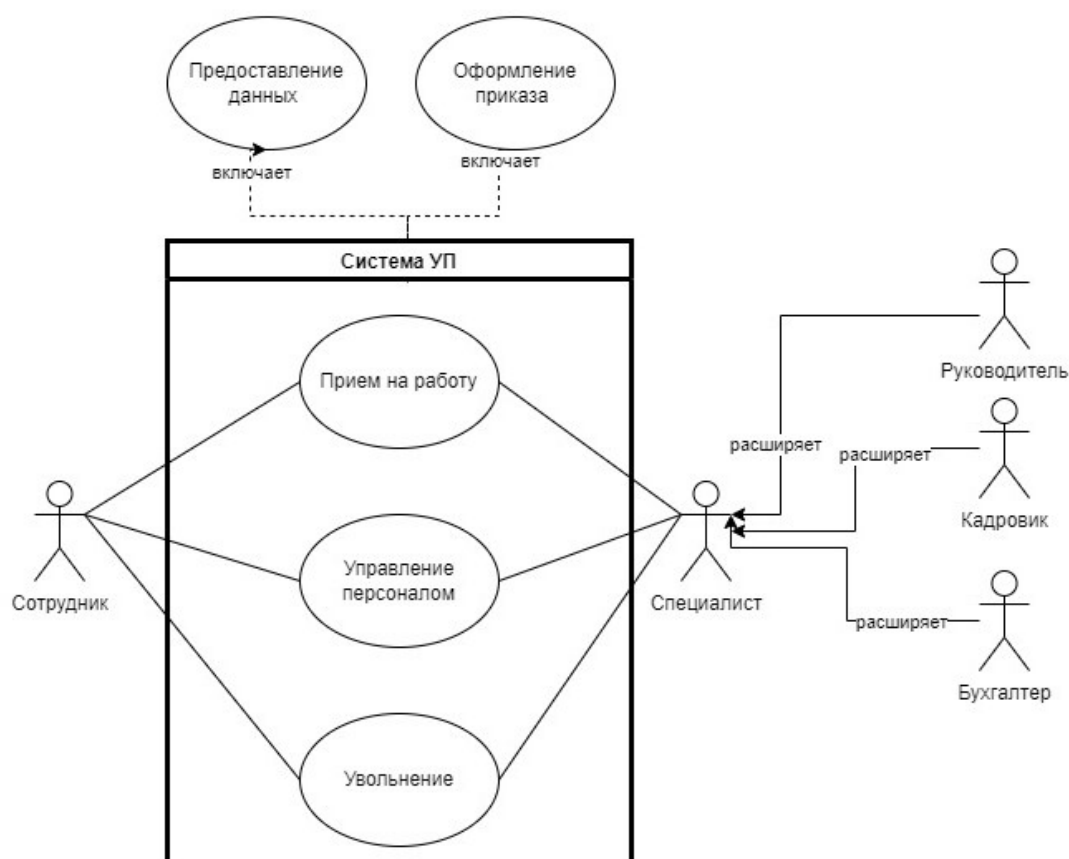 Предоставление
данных
Оформление
приказа
включает
включает
Система УП
Прием на работу
Руководитель
расширяет
расширяет
Кадровик
Сотрудник
Управление
персоналом
Специалист
расширяет
Бухгалтер
Увольнение